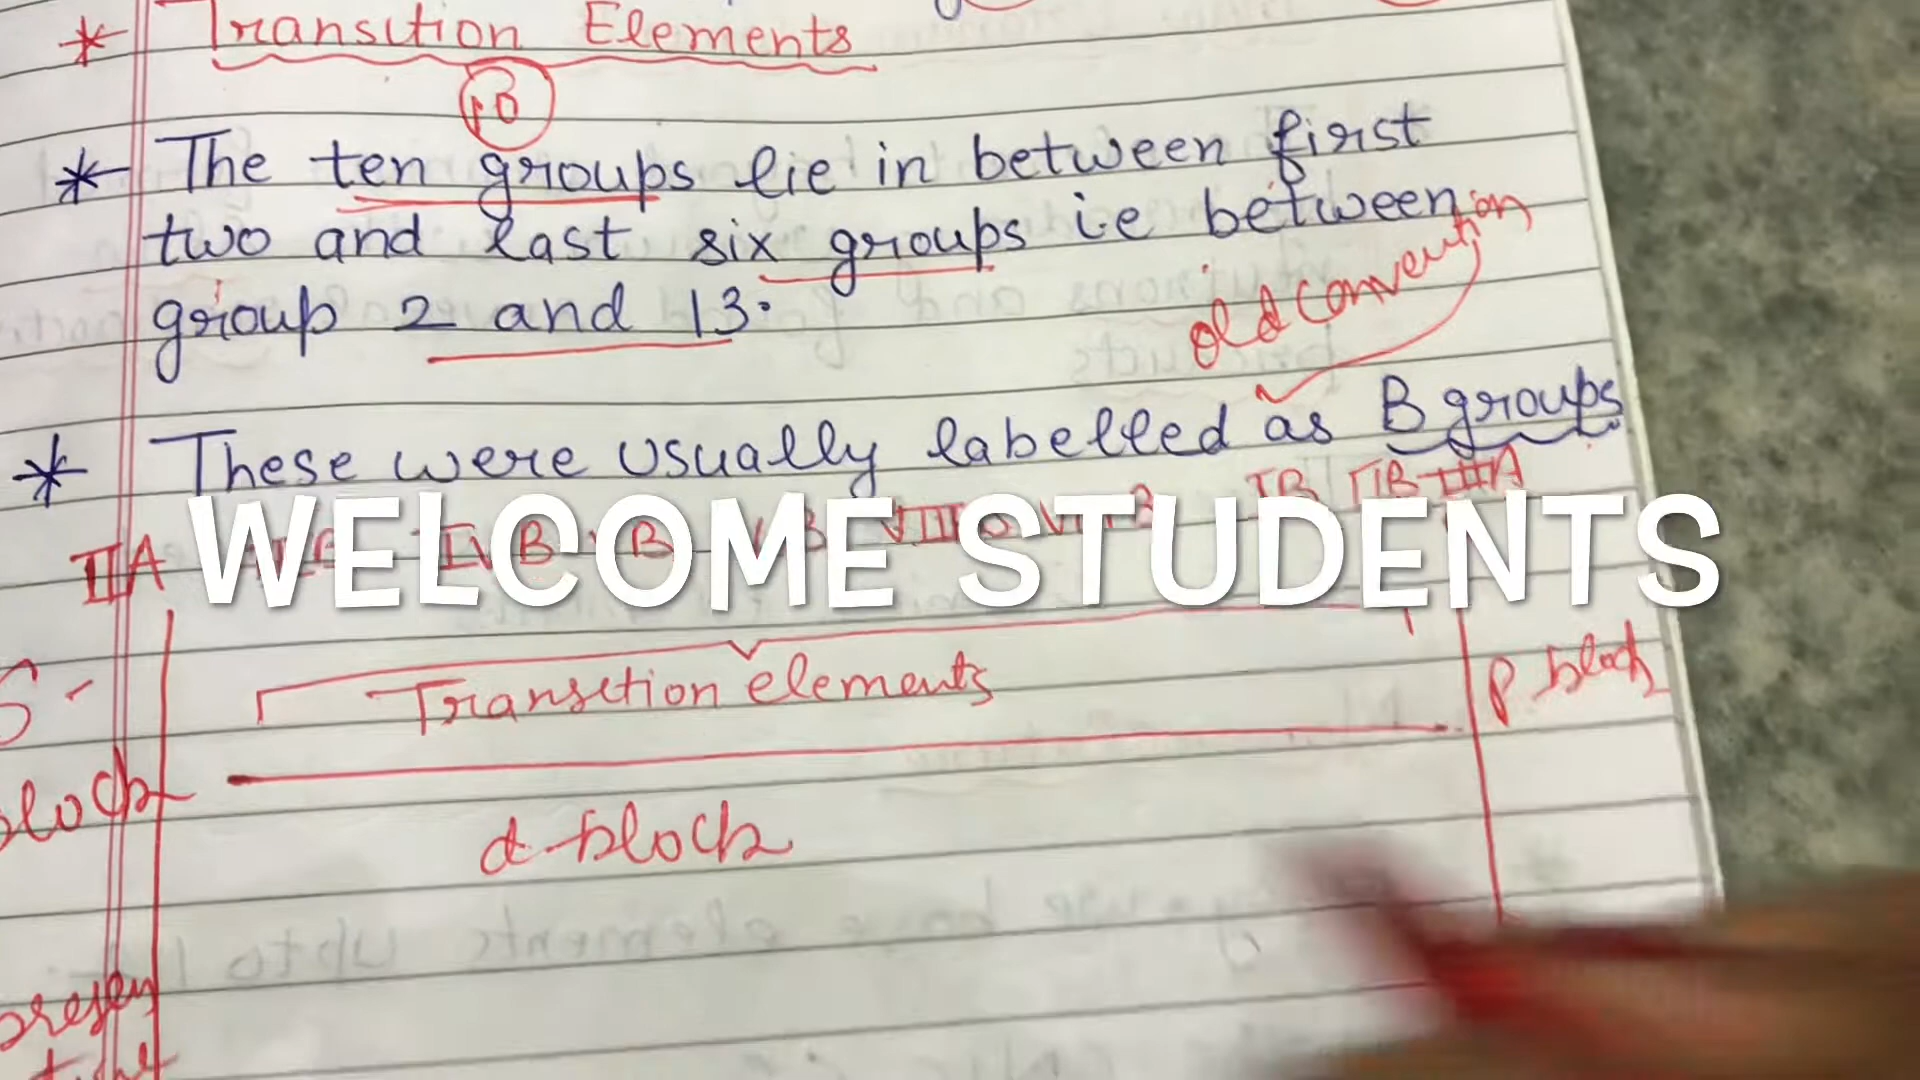 * Transition Elements
10
* The ten groups lie in between first
two and last six groups i.e between
group 2 and 13.
old convention
* These were usually labelled as B groups
IIA IVB IB IIB IIIA
WELCOME STUDENTS
S-
block
Transition elements
p block
d-block